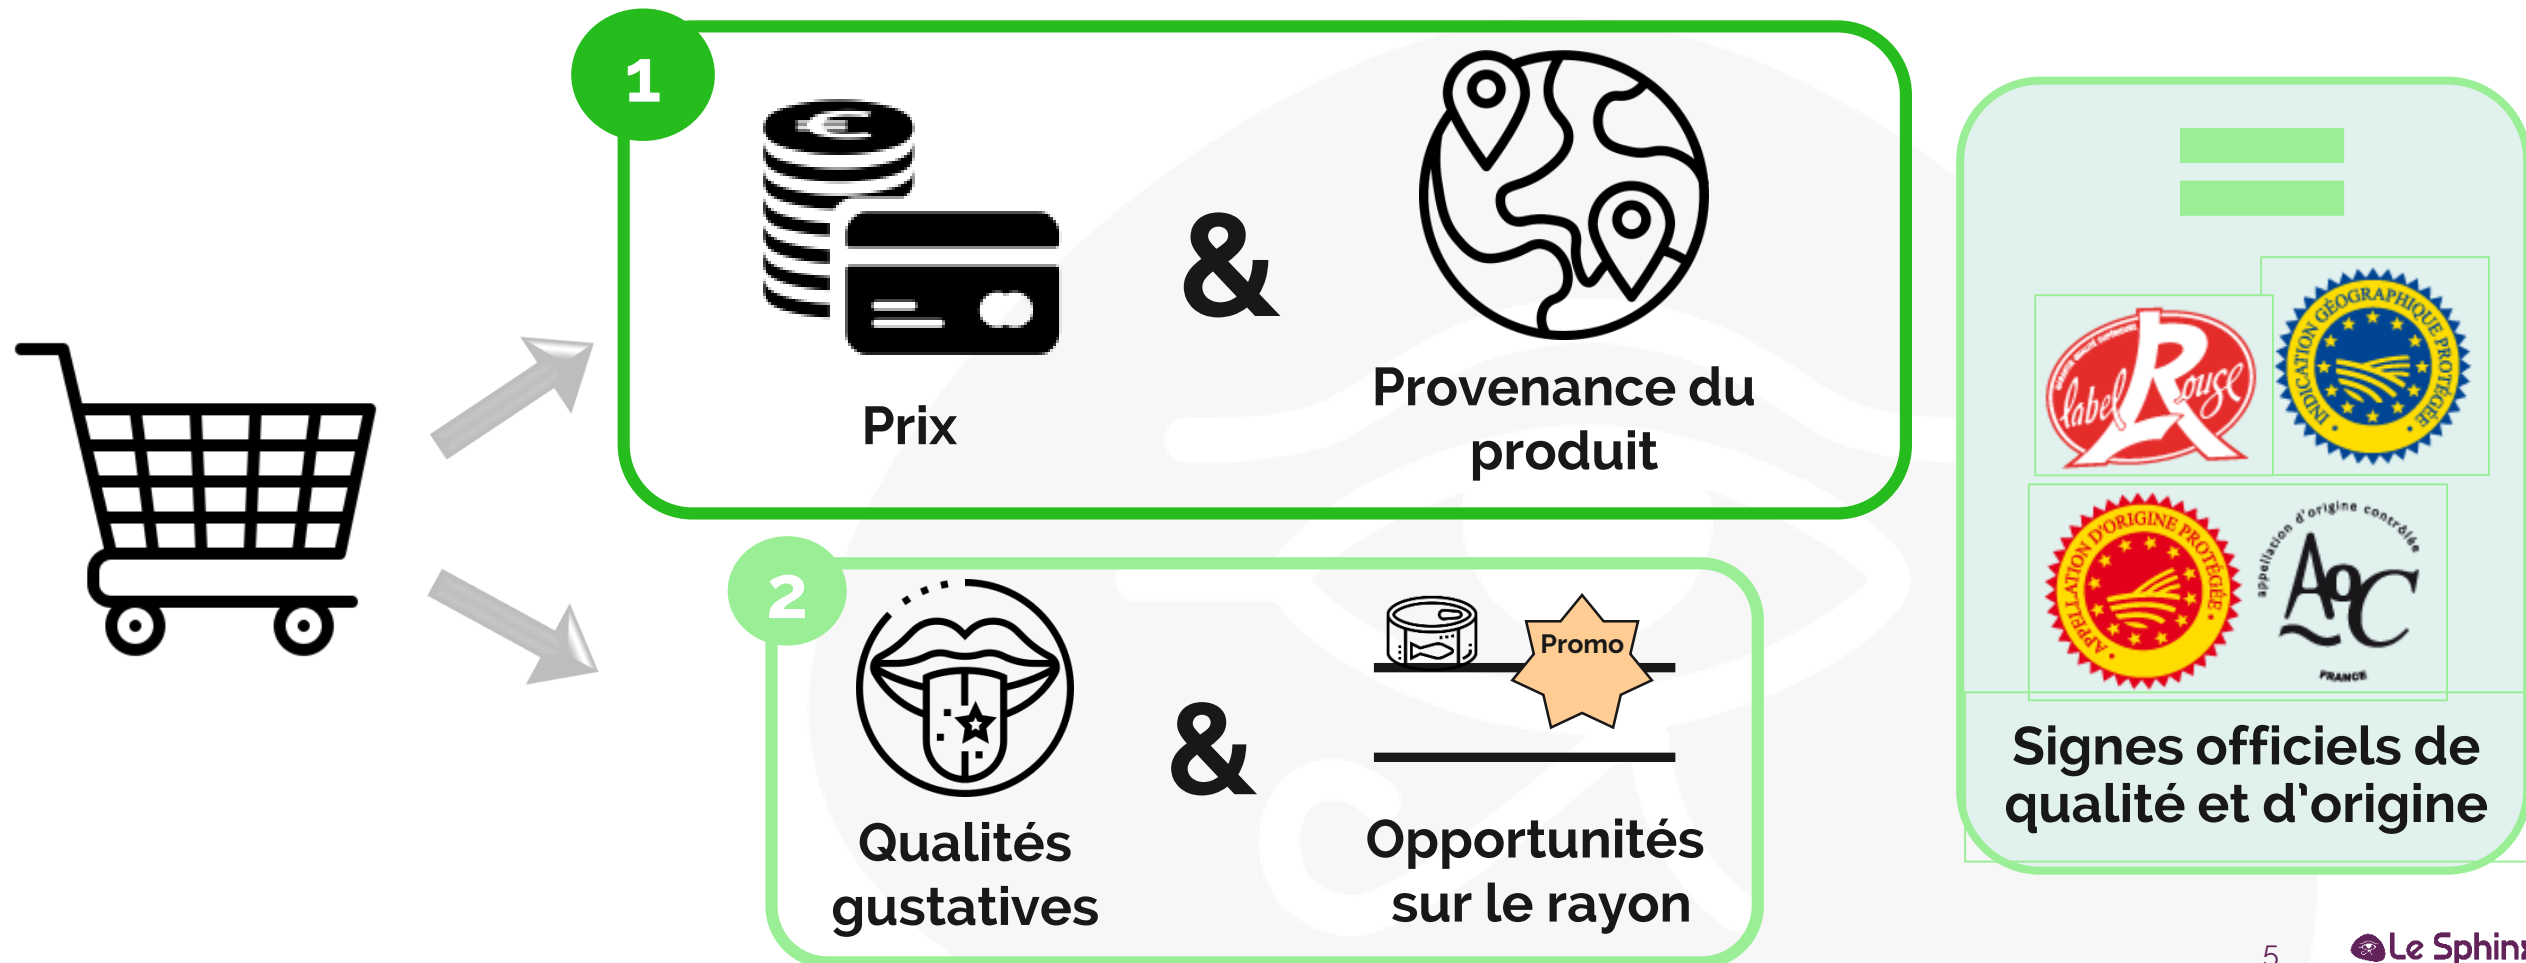 1
Prix
&
Provenance du
produit
2
Qualités
gustatives
&
Promo
Opportunités
sur le rayon
label Rouge
INDICATION GÉOGRAPHIQUE PROTÉGÉE
APPELLATION D'ORIGINE PROTÉGÉE
appellation d'origine contrôlée
AOC
FRANCE
Signes officiels de
qualité et d'origine
5
Le Sphinx